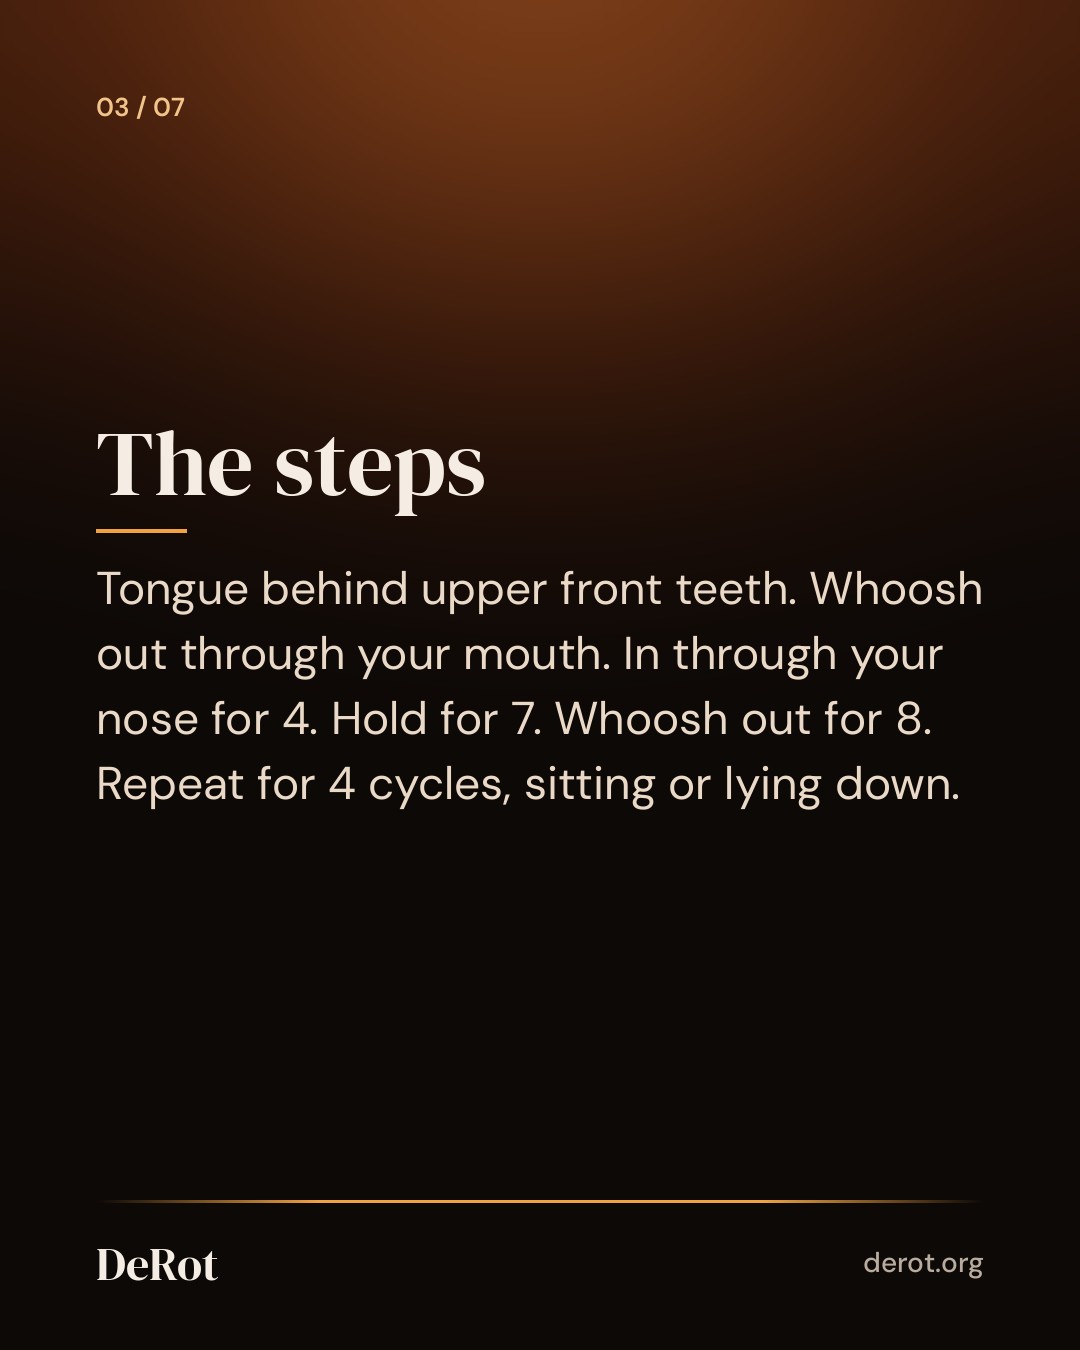 03 / 07
The steps
Tongue behind upper front teeth. Whoosh
out through your mouth. In through your
nose for 4. Hold for 7. Whoosh out for 8.
Repeat for 4 cycles, sitting or lying down.
DeRot
derot.org